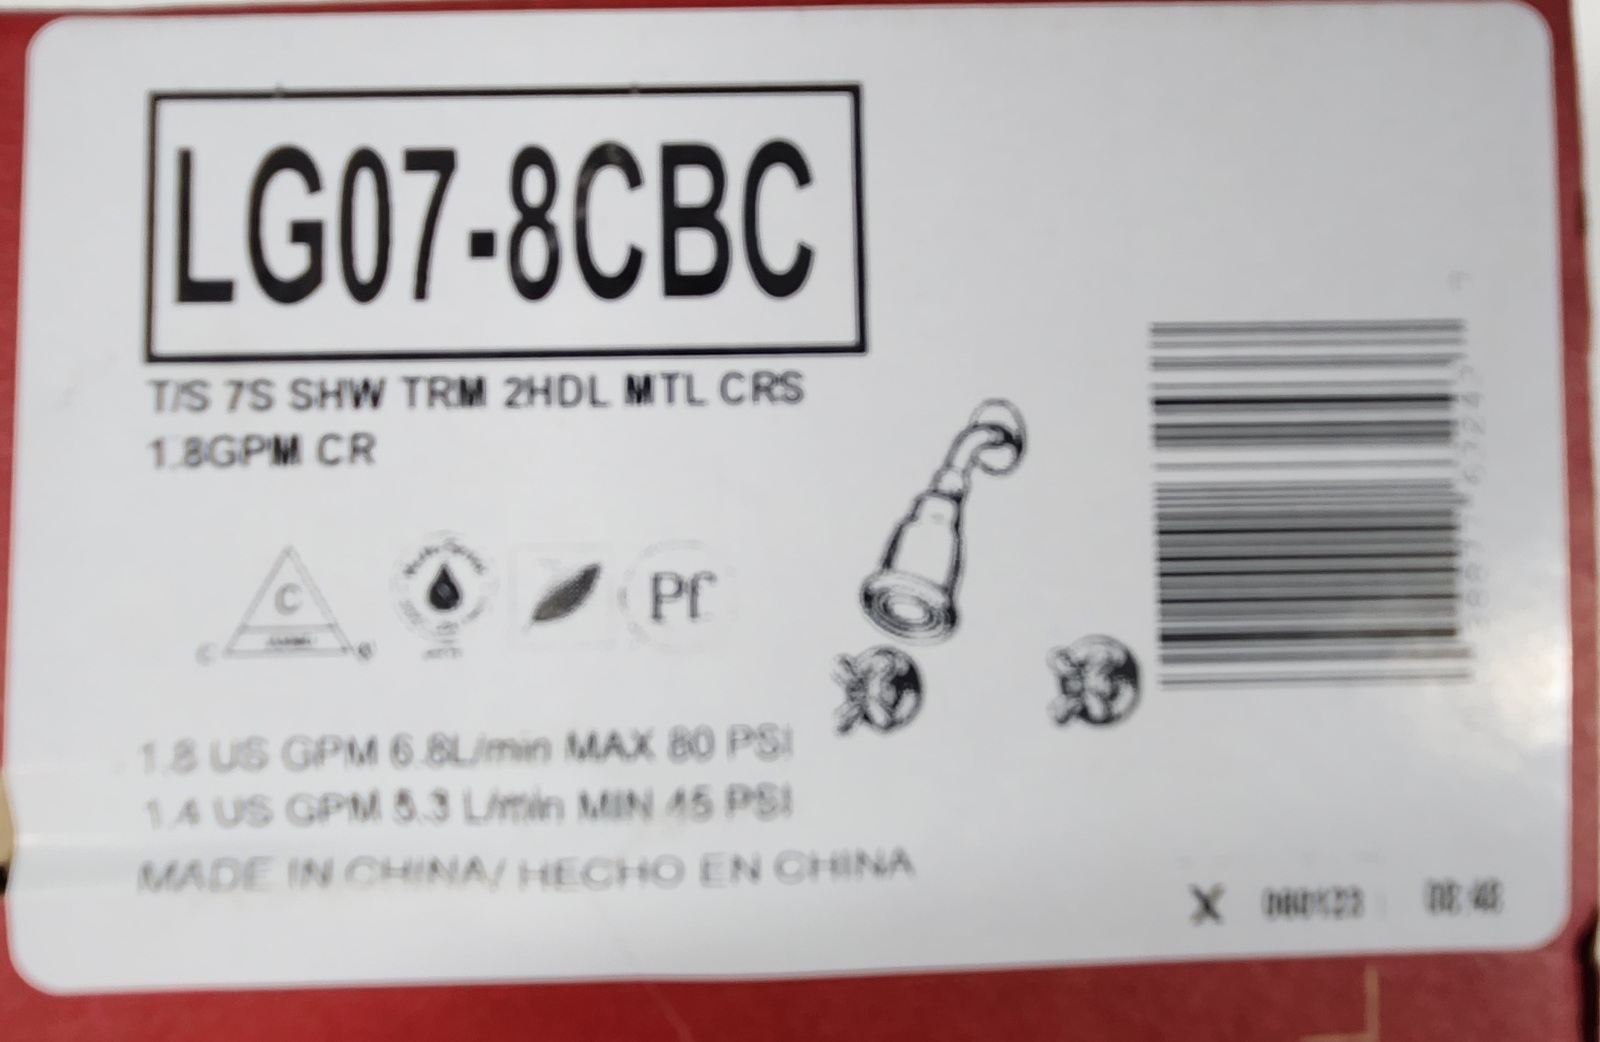 LG07-8CBC
T/S 7S SHW TRM 2HDL MTL CRS
1.8GPM CR
C
Pf
1.8 US GPM 6.8L/min MAX 80 PSI
1.4 US GPM 5.3 L/min MIN 45 PSI
MADE IN CHINA/ HECHO EN CHINA
X